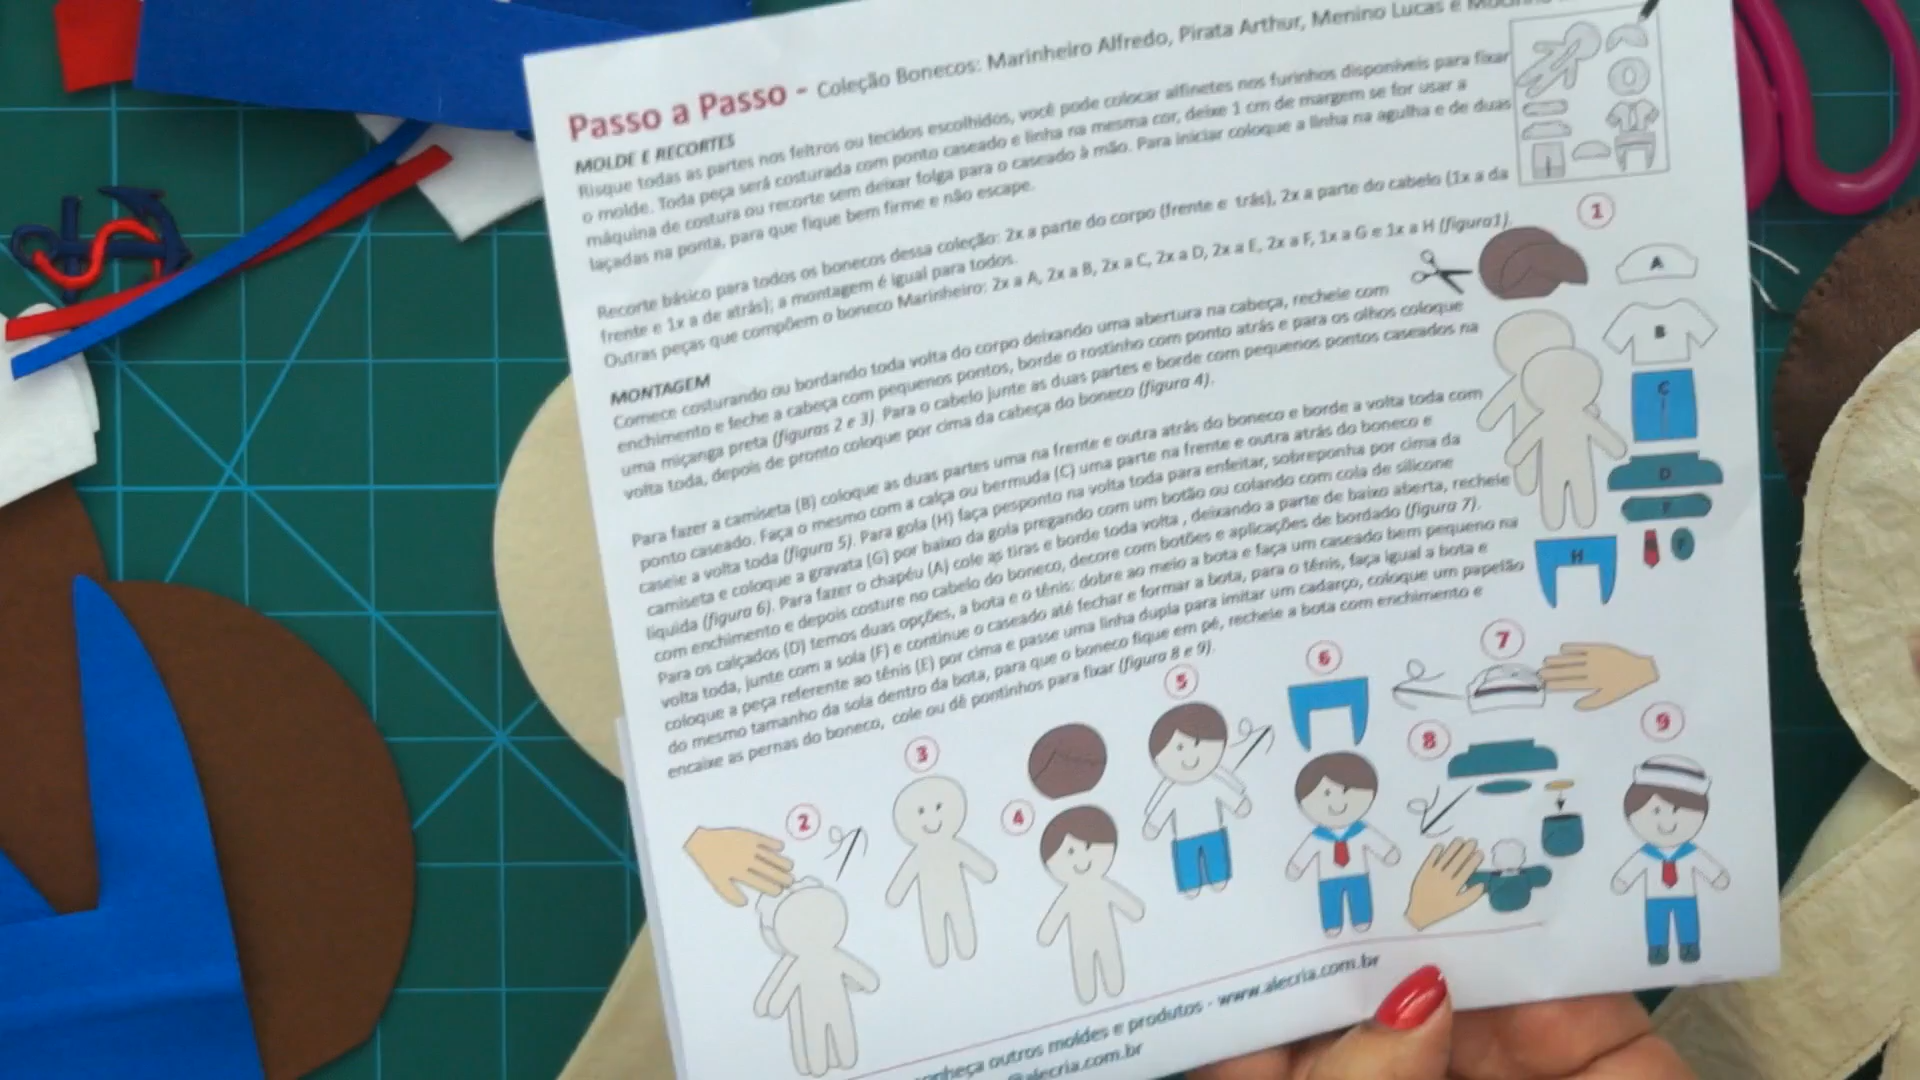 Passo a Passo - Coleção Bonecos: Marinheiro Alfredo, Pirata Arthur, Menino Lucas e
MOLDE E RECORTES
Risque todas as partes nos feltros ou tecidos escolhidos, você pode colocar alfinetes nos furinhos disponíveis para fixar
o molde. Toda peça será costurada com ponto caseado e linha na mesma cor, deixe 1 cm de margem se for usar a
máquina de costura ou recorte sem deixar folga para o caseado à mão. Para iniciar coloque a linha na agulha e de duas
laçadas na ponta, para que fique bem firme e não escape.
Recorte básico para todos os bonecos dessa coleção: 2x a parte do corpo (frente e trás), 2x a parte do cabelo (1x a da
frente e 1x a de atrás); a montagem é igual para todos.
Outras peças que compõem o boneco Marinheiro: 2x a A, 2x a B, 2x a C, 2x a D, 2x a E, 2x a F, 1x a G e 1x a H (figura1).
MONTAGEM
Comece costurando ou bordando toda volta do corpo deixando uma abertura na cabeça, recheie com
enchimento e feche a cabeça com pequenos pontos, borde o rostinho com ponto atrás e para os olhos coloque
uma miçanga preta (figuras 2 e 3). Para o cabelo junte as duas partes e borde com pequenos pontos caseados na
volta toda, depois de pronto coloque por cima da cabeça do boneco (figura 4).
Para fazer a camiseta (B) coloque as duas partes uma na frente e outra atrás do boneco e borde a volta toda com
ponto caseado. Faça o mesmo com a calça ou bermuda (C) uma parte na frente e outra atrás do boneco e
caseie a volta toda (figura 5). Para gola (H) faça pesponto na volta toda para enfeitar, sobreponha por cima da
camiseta e coloque a gravata (G) por baixo da gola pregando com um botão ou colando com cola de silicone
líquida (figura 6). Para fazer o chapéu (A) cole as tiras e borde toda volta , deixando a parte de baixo aberta, recheie
com enchimento e depois costure no cabelo do boneco, decore com botões e aplicações de bordado (figura 7).
Para os calçados (D) temos duas opções, a bota e o tênis: dobre ao meio a bota e faça um caseado bem pequeno na
volta toda, junte com a sola (F) e continue o caseado até fechar e formar a bota, para o tênis, faça igual a bota e
coloque a peça referente ao tênis (E) por cima e passe uma linha dupla para imitar um cadarço, coloque um papelão
do mesmo tamanho da sola dentro da bota, para que o boneco fique em pé, recheie a bota com enchimento e
encaixe as pernas do boneco, cole ou dê pontinhos para fixar (figura 8 e 9).
1
A
B
C
D
H
2
3
4
5
6
7
8
9
outros moldes e produtos - www.alecria.com.br
@alecria.com.br